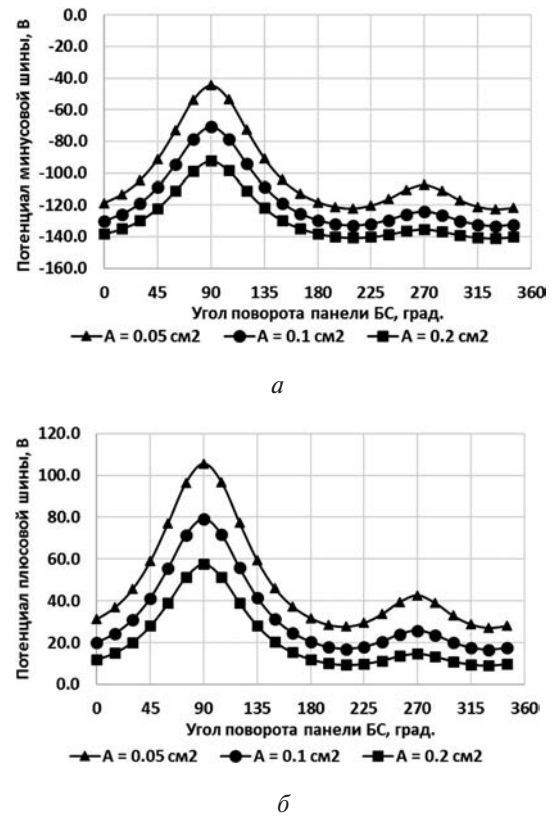 Потенциал минусовой шины, В
0.0
-20.0
-40.0
-60.0
-80.0
-100.0
-120.0
-140.0
-160.0
0 45 90 135 180 225 270 315 360
Угол поворота панели БС, град.
А = 0.05 см2 А = 0.1 см2 А = 0.2 см2
а
Потенциал плюсовой шины, В
120.0
100.0
80.0
60.0
40.0
20.0
0.0
0 45 90 135 180 225 270 315 360
Угол поворота панели БС, град.
А = 0.05 см2 А = 0.1 см2 А = 0.2 см2
б